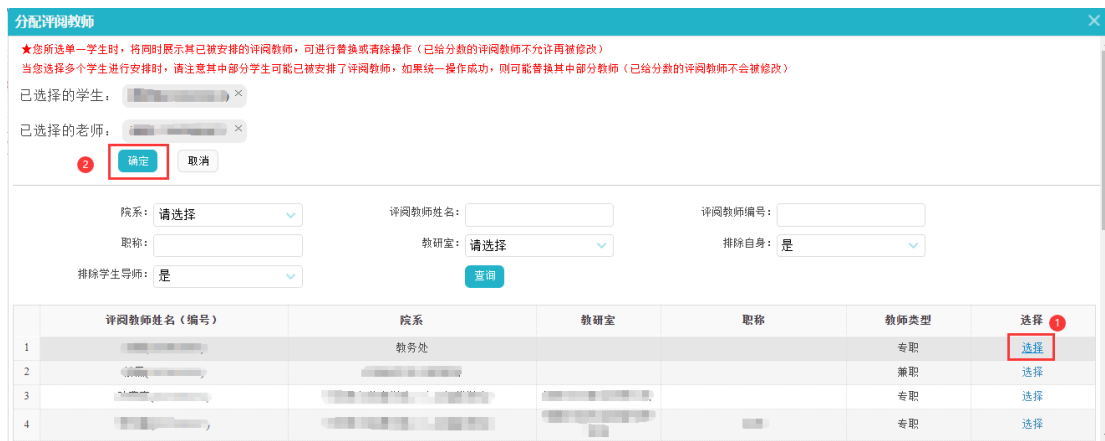 分配评阅教师
★您所选单一学生时，将同时展示其已被安排的评阅教师，可进行替换或清除操作（已给分数的评阅教师不允许再被修改）
当您选择多个学生进行安排时，请注意其中部分学生可能已被安排了评阅教师，如果统一操作成功，则可能替换其中部分教师（已给分数的评阅教师不会被修改）
已选择的学生：
已选择的老师：
2 确定 取消
院系：请选择 评阅教师姓名： 评阅教师编号：
职称： 教研室：请选择 排除自身：是
排除学生导师：是 查询
评阅教师姓名（编号） 院系 教研室 职称 教师类型 选择 1
1 教务处 专职 选择
2 兼职 选择
3 专职 选择
4 专职 选择